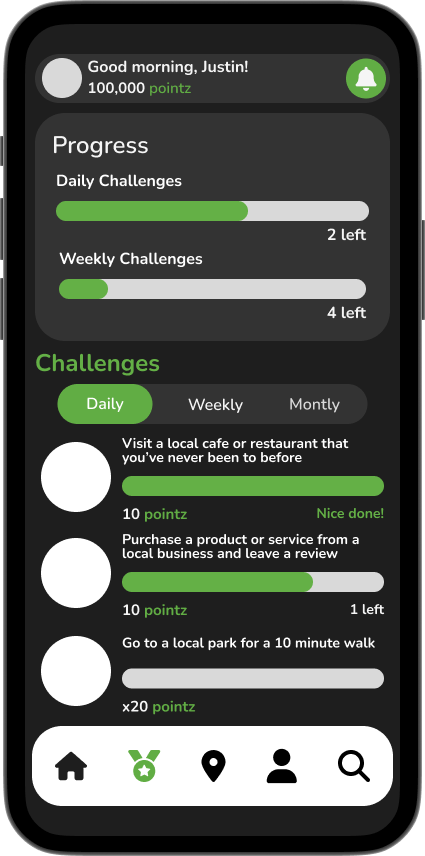 Good morning, Justin!
100,000 pointz
Progress
Daily Challenges
2 left
Weekly Challenges
4 left
Challenges
Daily Weekly Montly
Visit a local cafe or restaurant that
you've never been to before
10 pointz Nice done!
Purchase a product or service from a
local business and leave a review
10 pointz 1 left
Go to a local park for a 10 minute walk
x20 pointz